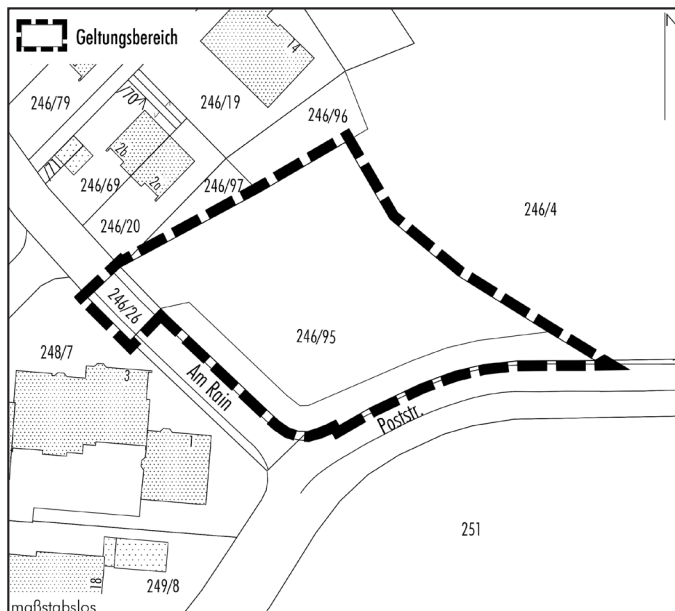 Geltungsbereich
N
14
246/79
/70
246/19
246/96
2b
2a
246/69
246/97
246/4
246/20
246/26
246/95
248/7
3
Am Rain
Poststr.
1
251
18
249/8
maßstabslos